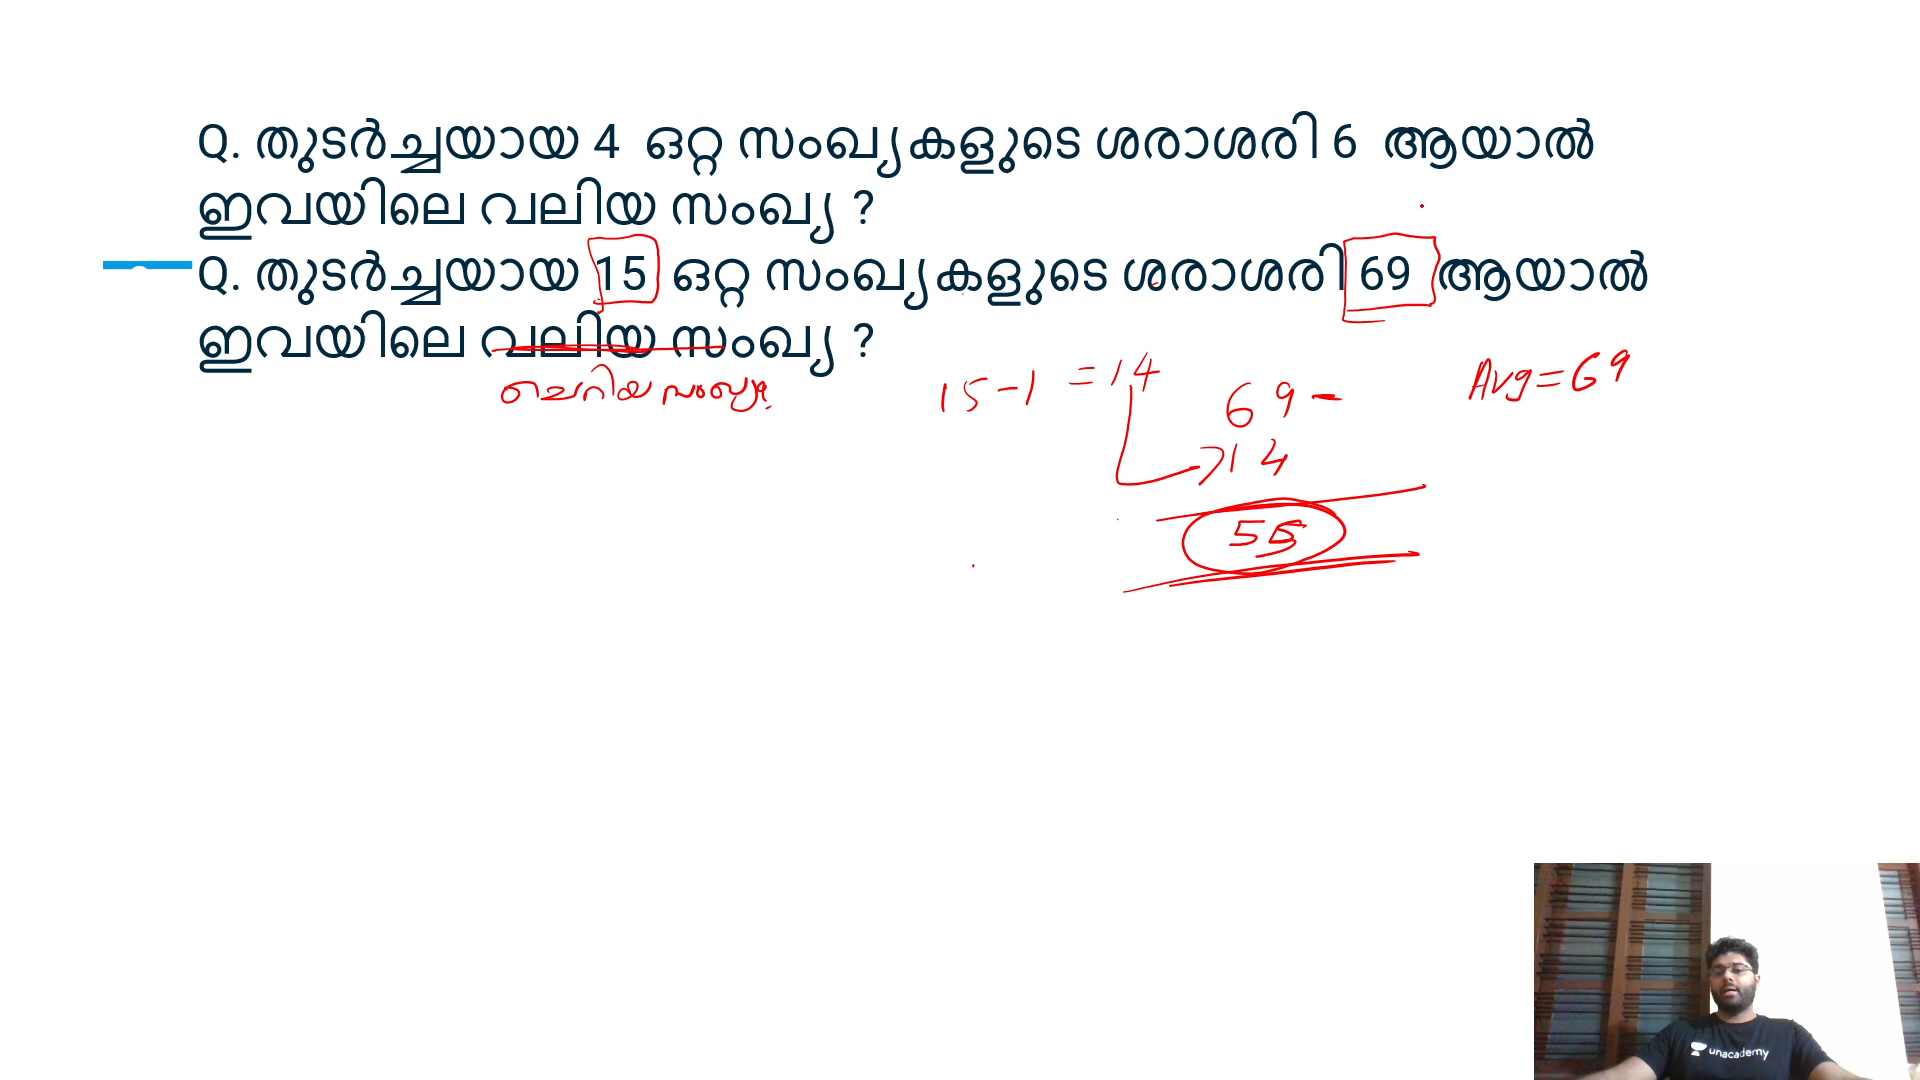 Q. തുടർച്ചയായ 4 ഒറ്റ സംഖ്യകളുടെ ശരാശരി 6 ആയാൽ
ഇവയിലെ വലിയ സംഖ്യ ?
Q. തുടർച്ചയായ 15 ഒറ്റ സംഖ്യകളുടെ ശരാശരി 69 ആയാൽ
ഇവയിലെ വലിയ സംഖ്യ ?
ചെറിയ സംഖ്യ
15-1 = 14
69 -
14
55
Avg = 69
unacademy